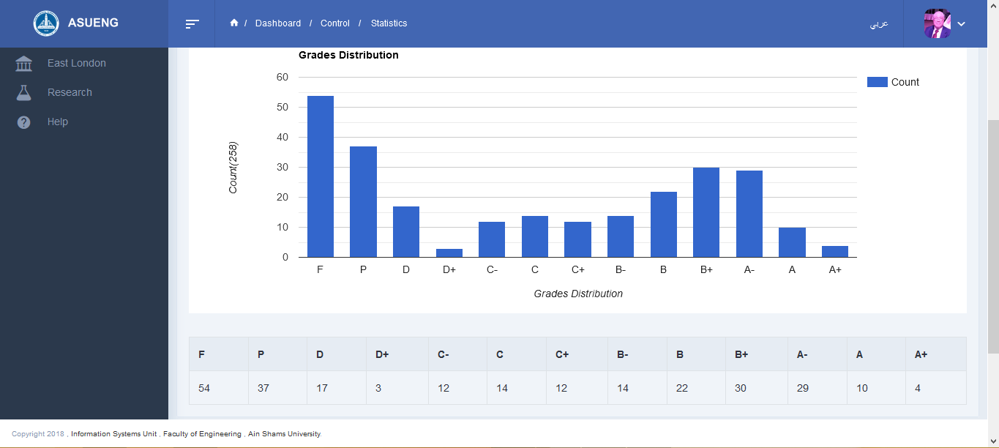 ASUENG
/ Dashboard / Control / Statistics
عربي
East London
Research
Help
Grades Distribution
60
50
40
30
20
10
0
Count(258)
Count
F P D D+ C- C C+ B- B B+ A- A A+
Grades Distribution
F P D D+ C- C C+ B- B B+ A- A A+
54 37 17 3 12 14 12 14 22 30 29 10 4
Copyright 2018 , Information Systems Unit , Faculty of Engineering , Ain Shams University.